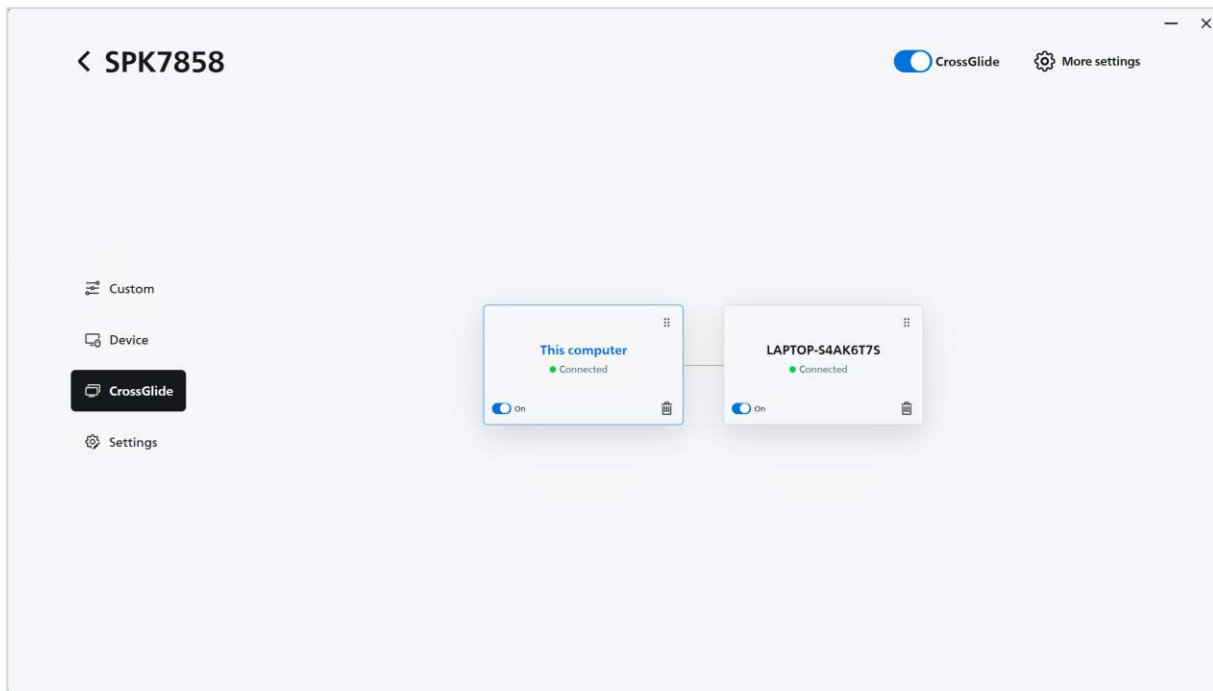 SPK7858
CrossGlide
More settings
Custom
Device
CrossGlide
Settings
This computer
Connected
On
LAPTOP-S4AK6T7S
Connected
On